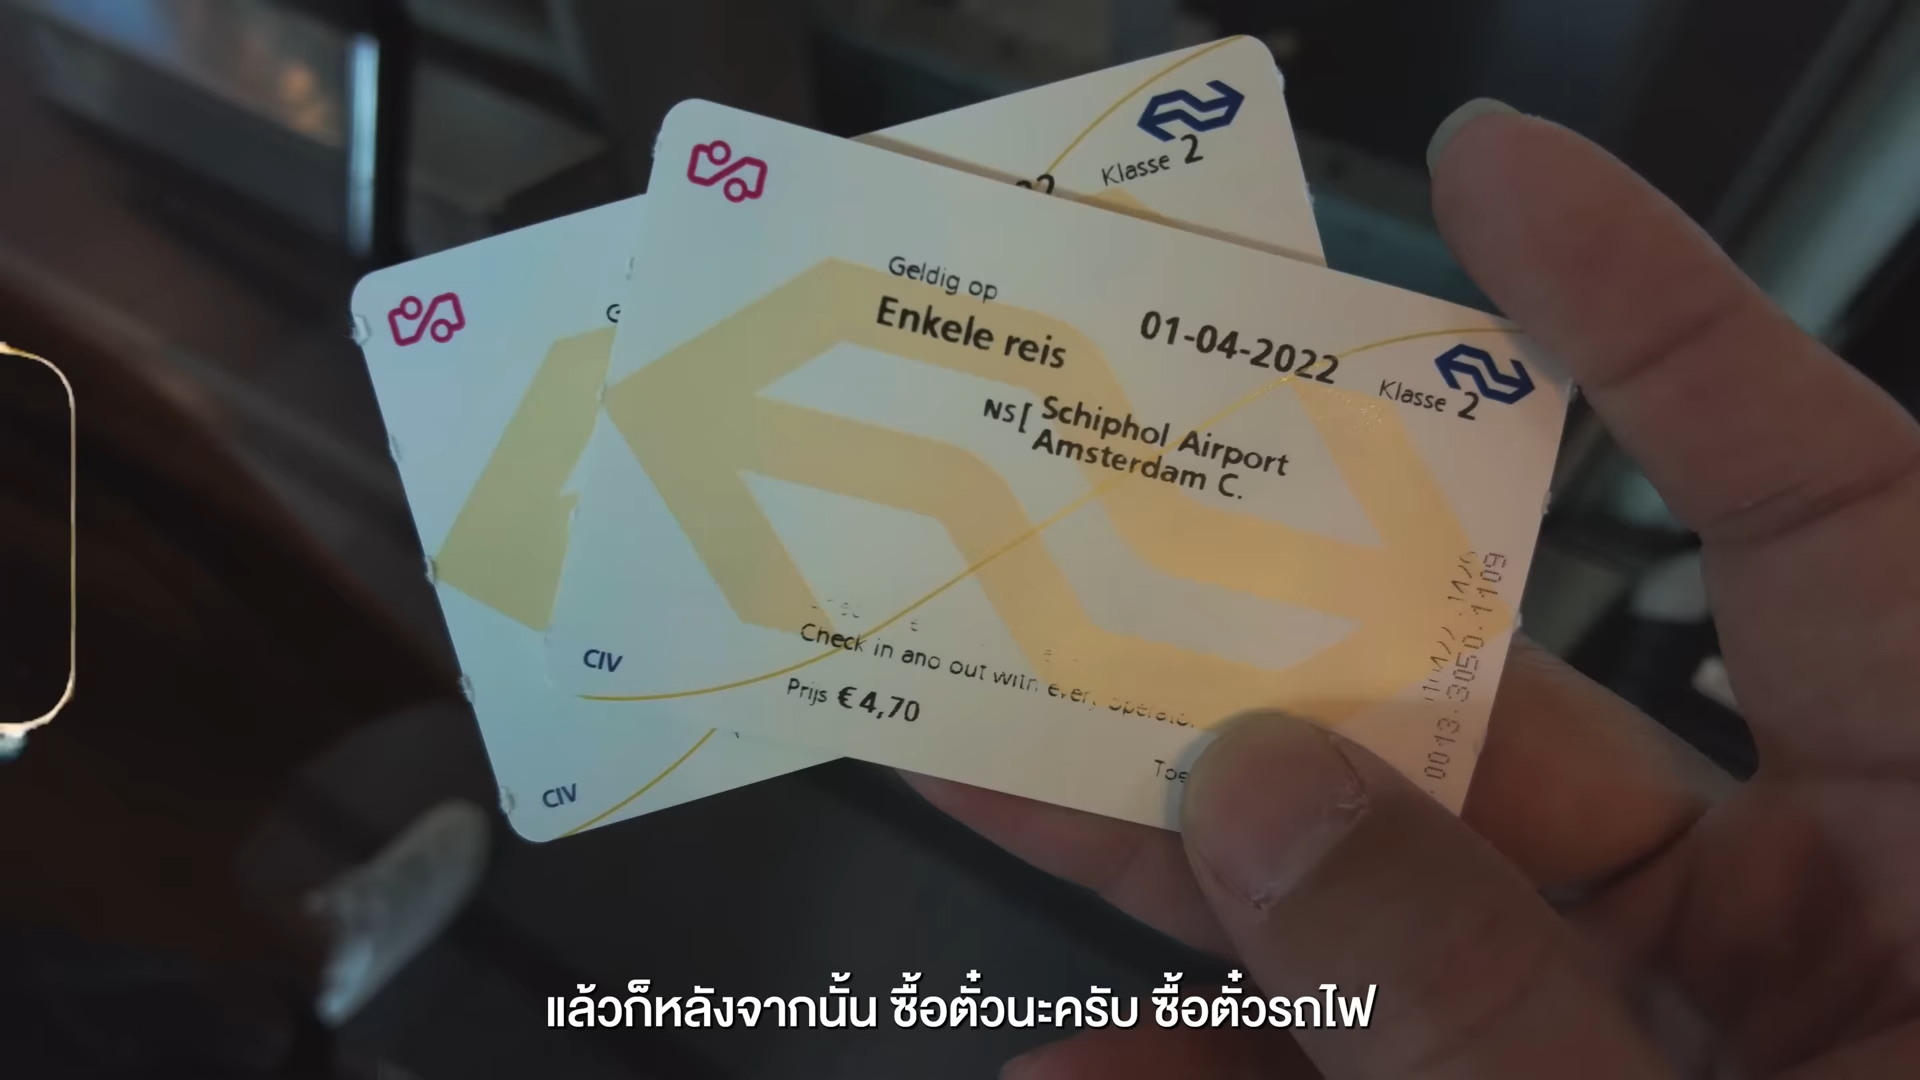 Klasse 2
Geldig op
Enkele reis
01-04-2022
Klasse 2
NS[ Schiphol Airport
Amsterdam C.
Check in and out with every
Prijs € 4,70
CIV
CIV
แล้วก็หลังจากนั้น ซื้อตั๋วนะครับ ซื้อตั๋วรถไฟ